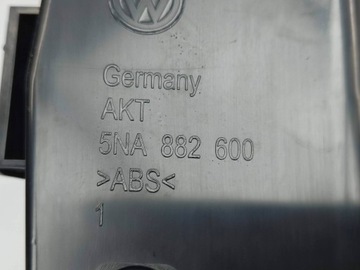 Germany
AKT
5NA 882 600
>ABS<
1